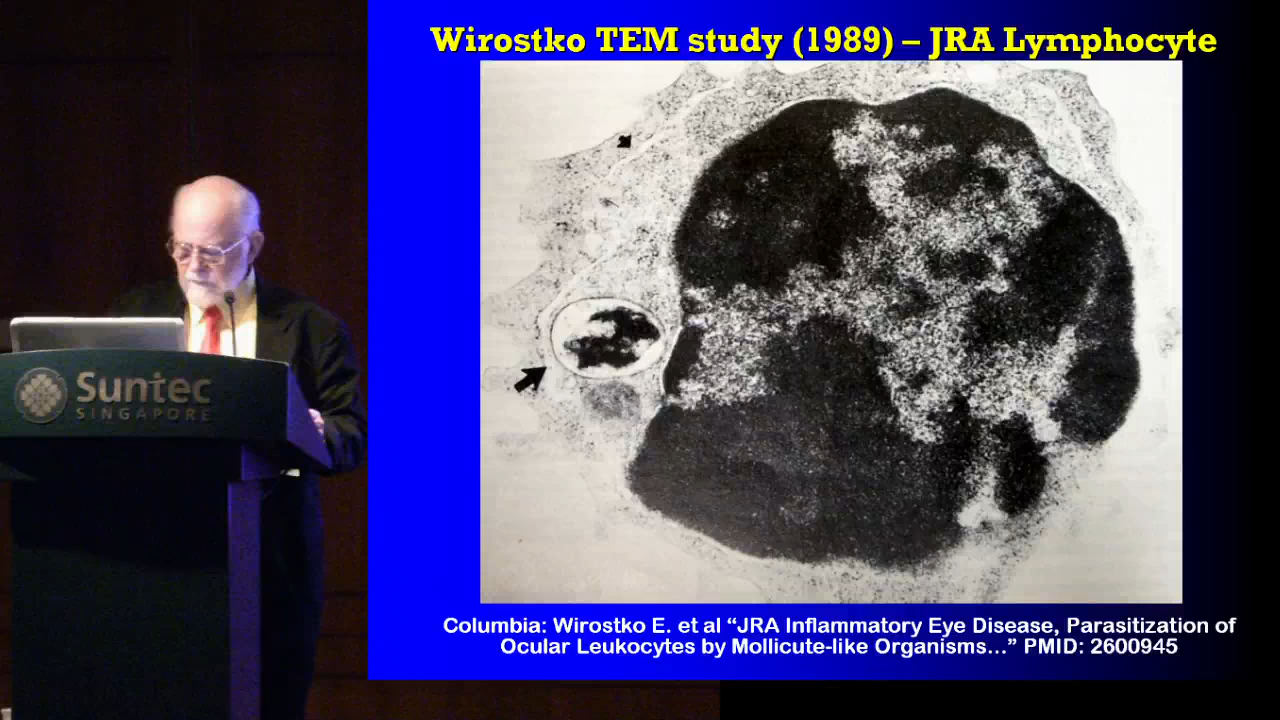 Wirostko TEM study (1989) – JRA Lymphocyte
Suntec
SINGAPORE
Columbia: Wirostko E. et al “JRA Inflammatory Eye Disease, Parasitization of
Ocular Leukocytes by Mollicute-like Organisms…” PMID: 2600945